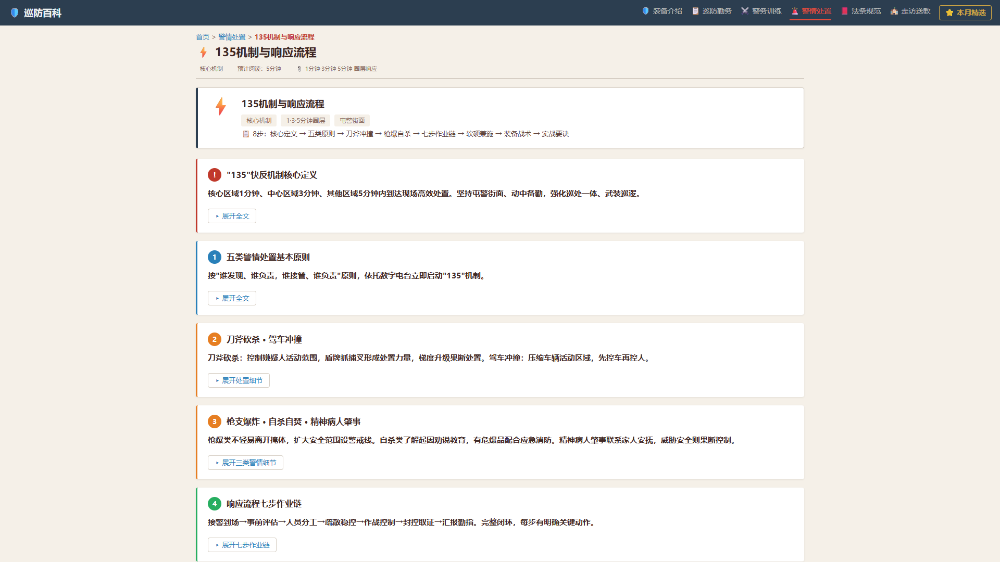 巡防百科
装备介绍 巡防勤务 警务训练 警情处置 法条规范 走访送教 本月精选
首页 > 警情处置 > 135机制与响应流程
135机制与响应流程
核心机制 预计阅读：5分钟 1分钟·3分钟·5分钟 圈层响应
135机制与响应流程
核心机制 1·3·5分钟圈层 屯警街面
8步：核心定义→五类原则→刀斧冲撞→枪爆自杀→七步作业链→软硬兼施→装备战术→实战要诀
! "135"快反机制核心定义
核心区域1分钟、中心区域3分钟、其他区域5分钟内到达现场高效处置。坚持屯警街面、动中备勤，强化巡处一体、武装巡逻。
▸ 展开全文
1 五类警情处置基本原则
按"谁发现、谁负责，谁接管、谁负责"原则，依托数字电台立即启动"135"机制。
▸ 展开全文
2 刀斧砍杀 • 驾车冲撞
刀斧砍杀：控制嫌疑人活动范围，盾牌抓捕叉形成处置力量，梯度升级果断处置。驾车冲撞：压缩车辆活动区域，先控车再控人。
▸ 展开处置细节
3 枪支爆炸 • 自杀自焚 • 精神病人肇事
枪爆类不轻易离开掩体，扩大安全范围设警戒线。自杀类了解起因劝说教育，有危爆品配合应急消防。精神病人肇事联系家人安抚，威胁安全则果断控制。
▸ 展开三类警情细节
4 响应流程七步作业链
接警到场→事前评估→人员分工→疏散稳控→作战控制→封控取证→汇报勤指。完整闭环，每步有明确关键动作。
▸ 展开七步作业链